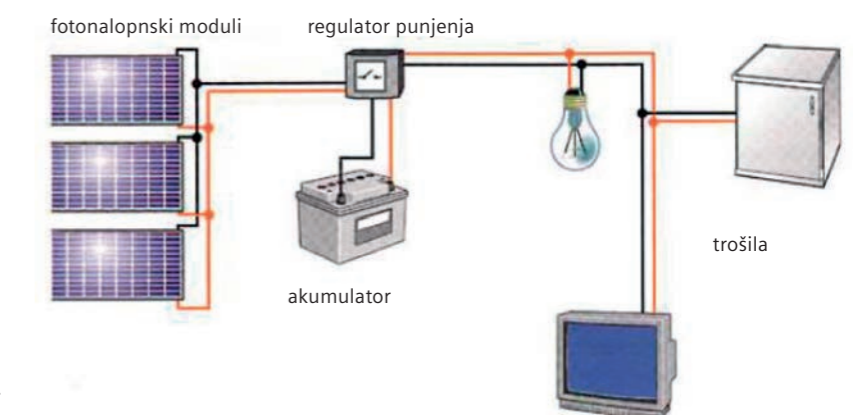 fotonalopnski moduli
regulator punjenja
trošila
akumulator